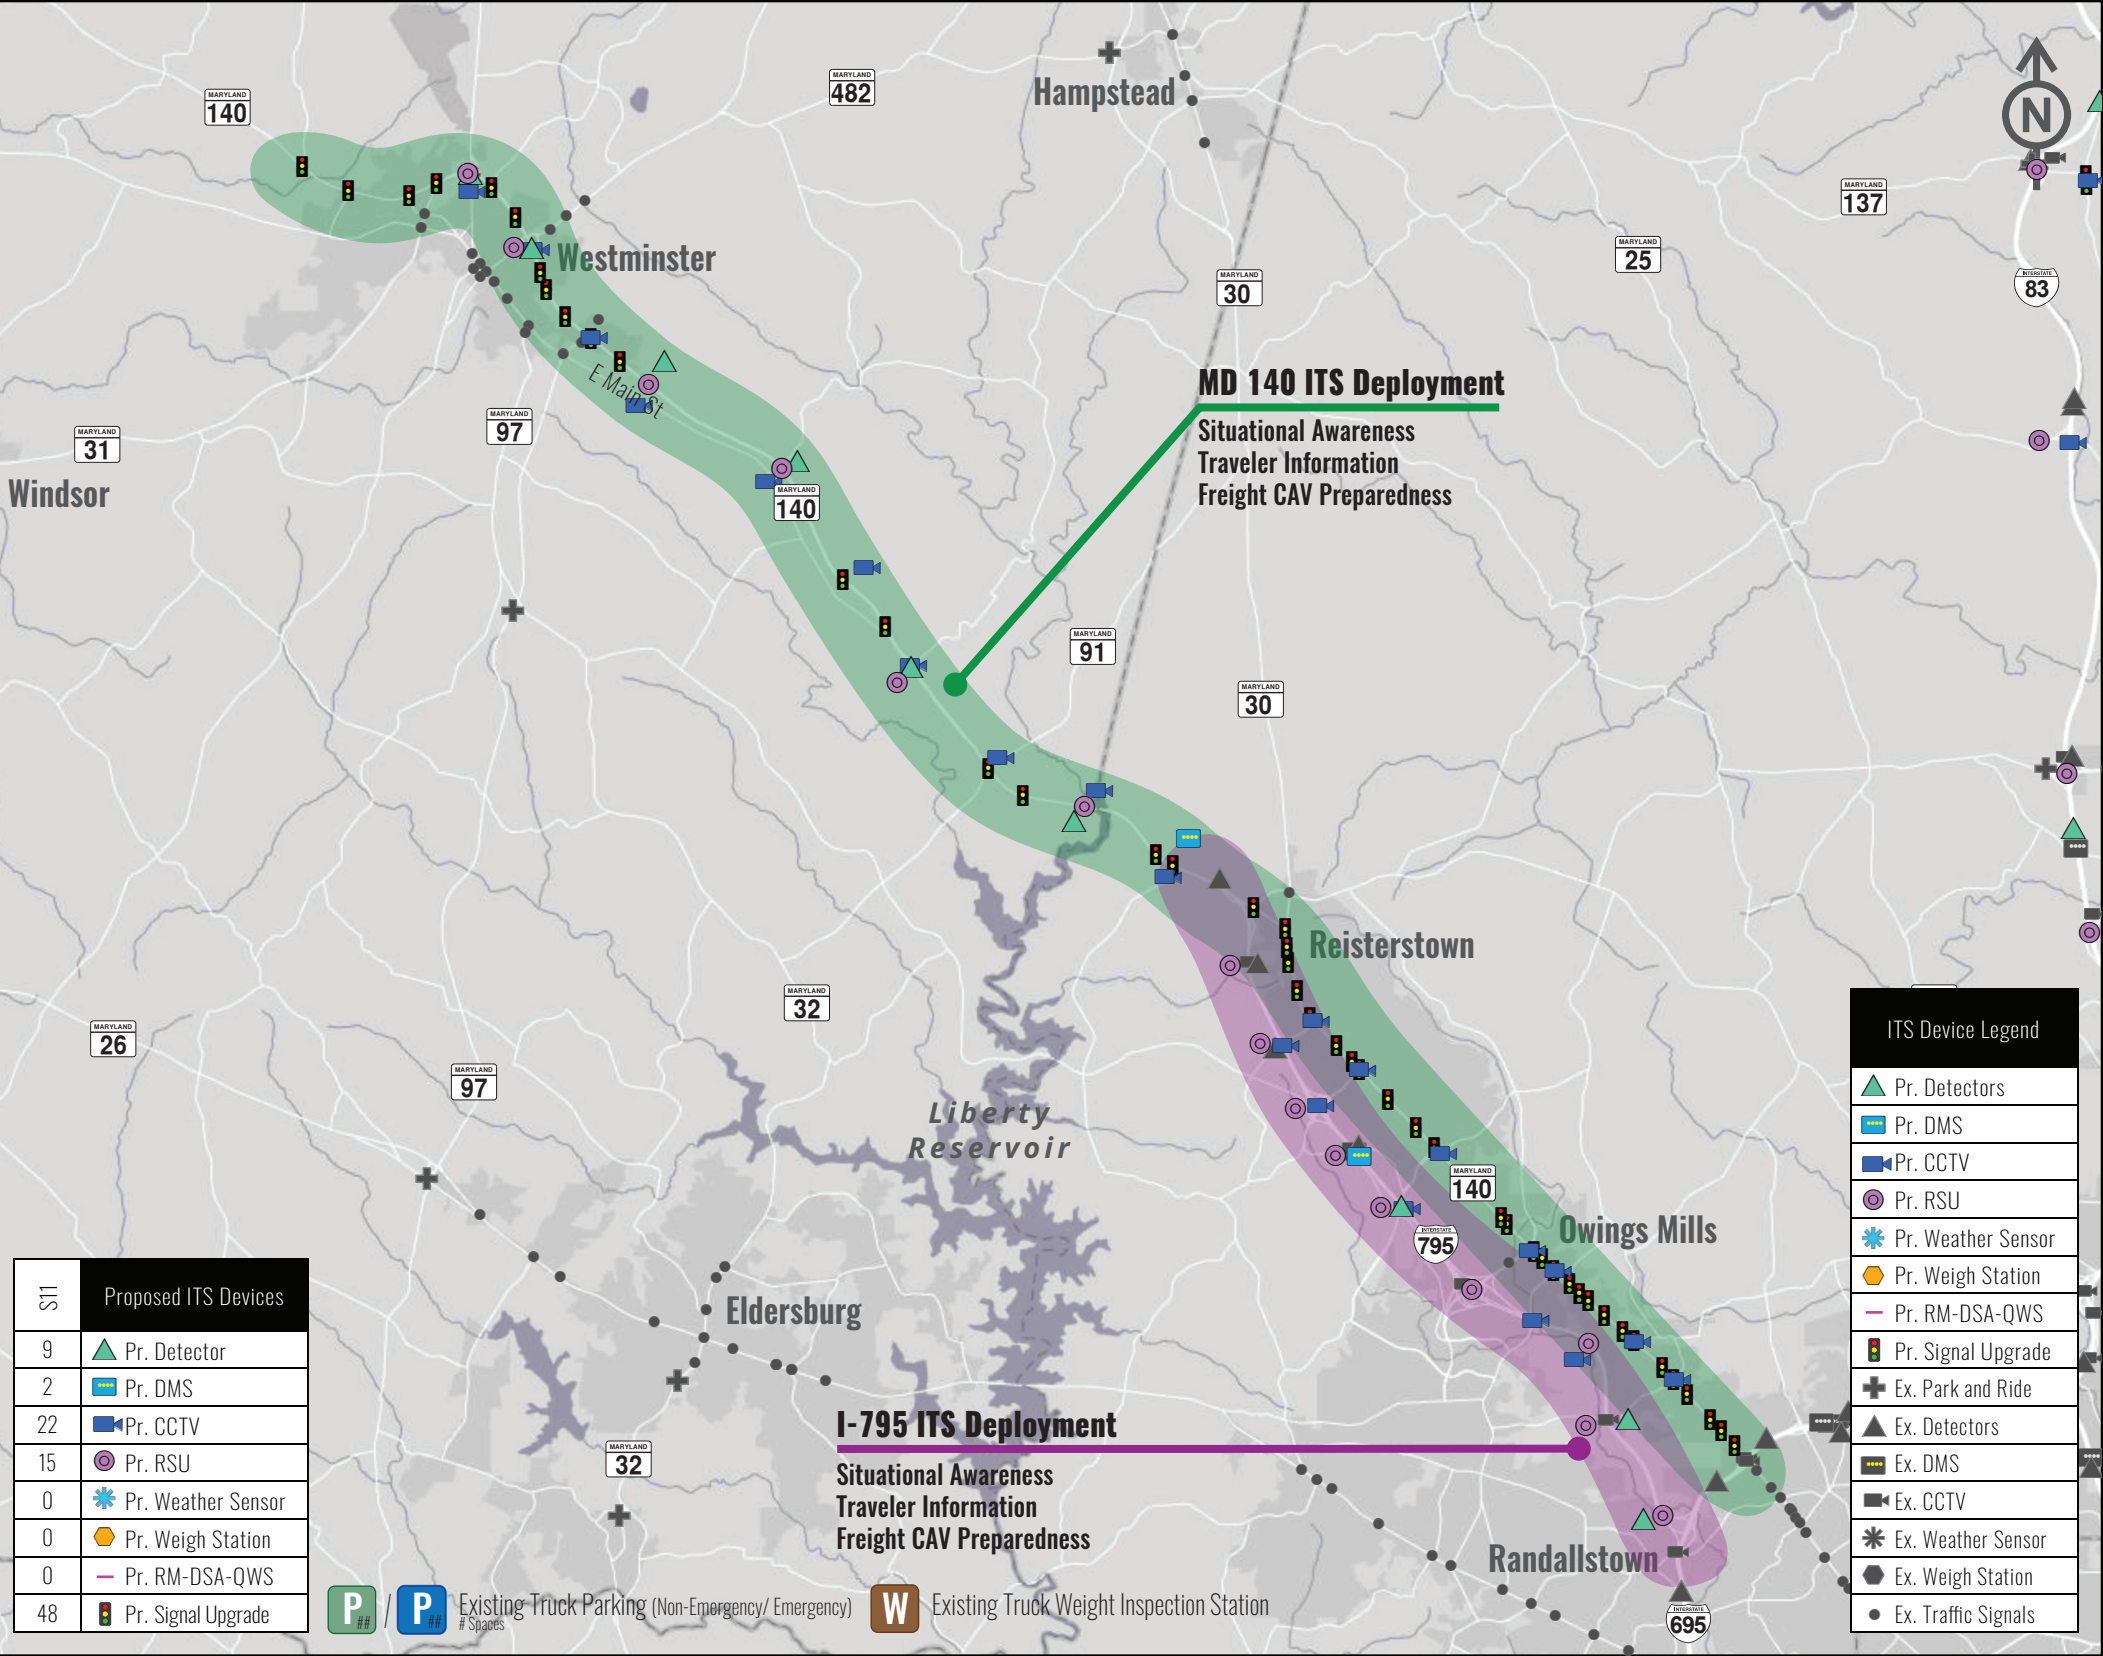 MARYLAND
140
MARYLAND
482
Hampstead
N
MARYLAND
137
MARYLAND
25
INTERSTATE
83
Westminster
MARYLAND
30
E Main St
MARYLAND
97
MARYLAND
31
Windsor
MD 140 ITS Deployment
Situational Awareness
Traveler Information
Freight CAV Preparedness
MARYLAND
140
MARYLAND
91
MARYLAND
30
Reisterstown
MARYLAND
32
MARYLAND
26
MARYLAND
97
Liberty
Reservoir
MARYLAND
140
INTERSTATE
795
Owings Mills
Eldersburg
I-795 ITS Deployment
Situational Awareness
Traveler Information
Freight CAV Preparedness
MARYLAND
32
Randallstown
INTERSTATE
695
S11 Proposed ITS Devices
9 Pr. Detector
2 Pr. DMS
22 Pr. CCTV
15 Pr. RSU
0 Pr. Weather Sensor
0 Pr. Weigh Station
0 Pr. RM-DSA-QWS
48 Pr. Signal Upgrade
P ## / P ## Existing Truck Parking (Non-Emergency/ Emergency)
# Spaces
W Existing Truck Weight Inspection Station
ITS Device Legend
Pr. Detectors
Pr. DMS
Pr. CCTV
Pr. RSU
Pr. Weather Sensor
Pr. Weigh Station
Pr. RM-DSA-QWS
Pr. Signal Upgrade
Ex. Park and Ride
Ex. Detectors
Ex. DMS
Ex. CCTV
Ex. Weather Sensor
Ex. Weigh Station
Ex. Traffic Signals